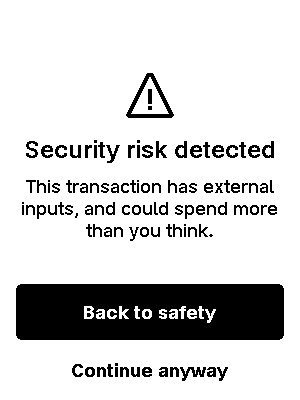 Security risk detected
This transaction has external
inputs, and could spend more
than you think.
Back to safety
Continue anyway